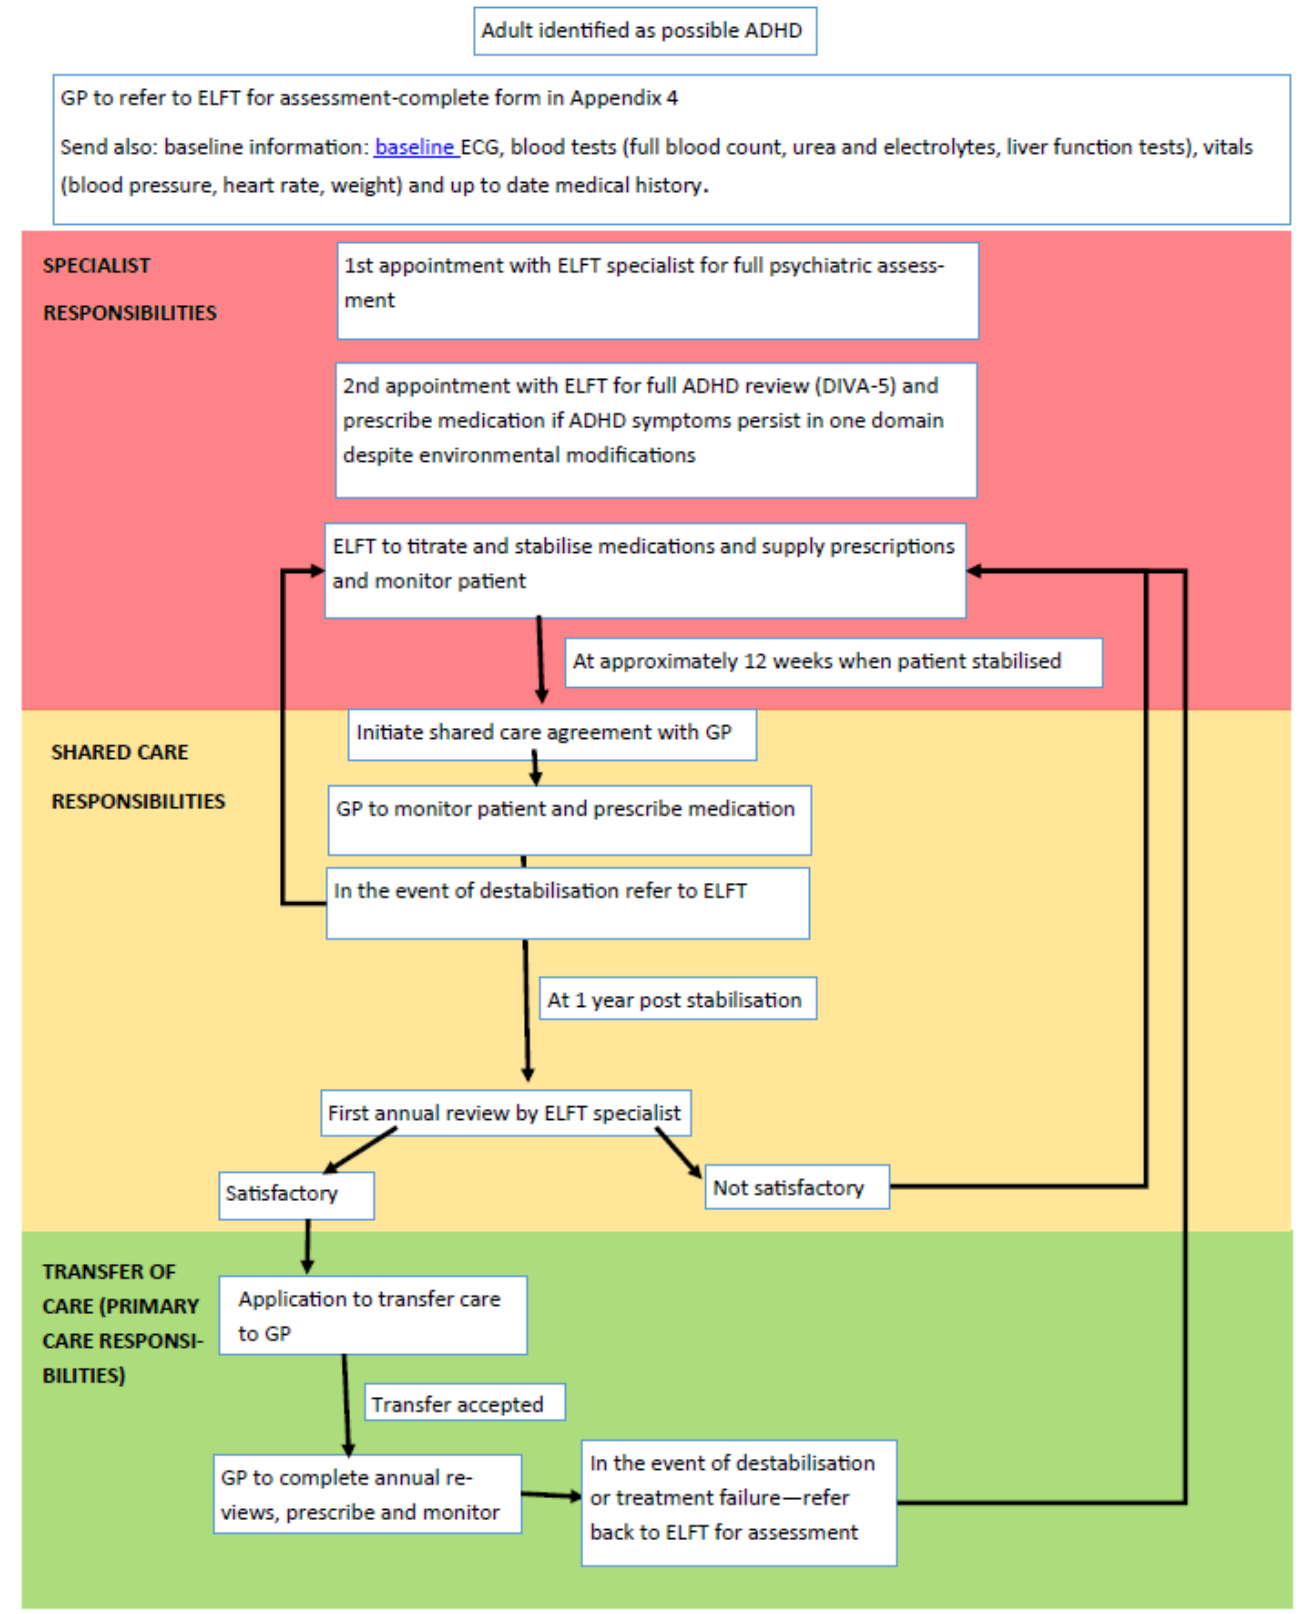 Adult identified as possible ADHD
GP to refer to ELFT for assessment-complete form in Appendix 4
Send also: baseline information: baseline ECG, blood tests (full blood count, urea and electrolytes, liver function tests), vitals
(blood pressure, heart rate, weight) and up to date medical history.
SPECIALIST
RESPONSIBILITIES
1st appointment with ELFT specialist for full psychiatric assess-
ment
2nd appointment with ELFT for full ADHD review (DIVA-5) and
prescribe medication if ADHD symptoms persist in one domain
despite environmental modifications
ELFT to titrate and stabilise medications and supply prescriptions
and monitor patient
At approximately 12 weeks when patient stabilised
SHARED CARE
RESPONSIBILITIES
Initiate shared care agreement with GP
GP to monitor patient and prescribe medication
In the event of destabilisation refer to ELFT
At 1 year post stabilisation
First annual review by ELFT specialist
Satisfactory
Not satisfactory
TRANSFER OF
CARE (PRIMARY
CARE RESPONSI-
BILITIES)
Application to transfer care
to GP
Transfer accepted
GP to complete annual re-
views, prescribe and monitor
In the event of destabilisation
or treatment failure—refer
back to ELFT for assessment